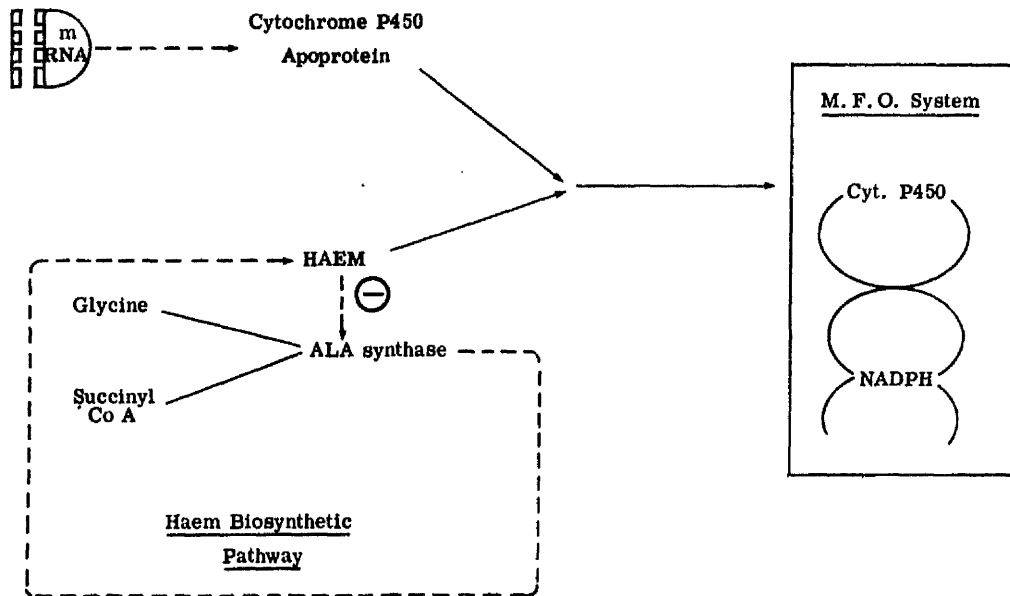 m
RNA
Cytochrome P450
Apoprotein
M. F. O. System
Cyt. P450
HAEM
Glycine
ALA synthase
NADPH
Succinyl
Co A
Haem Biosynthetic
Pathway